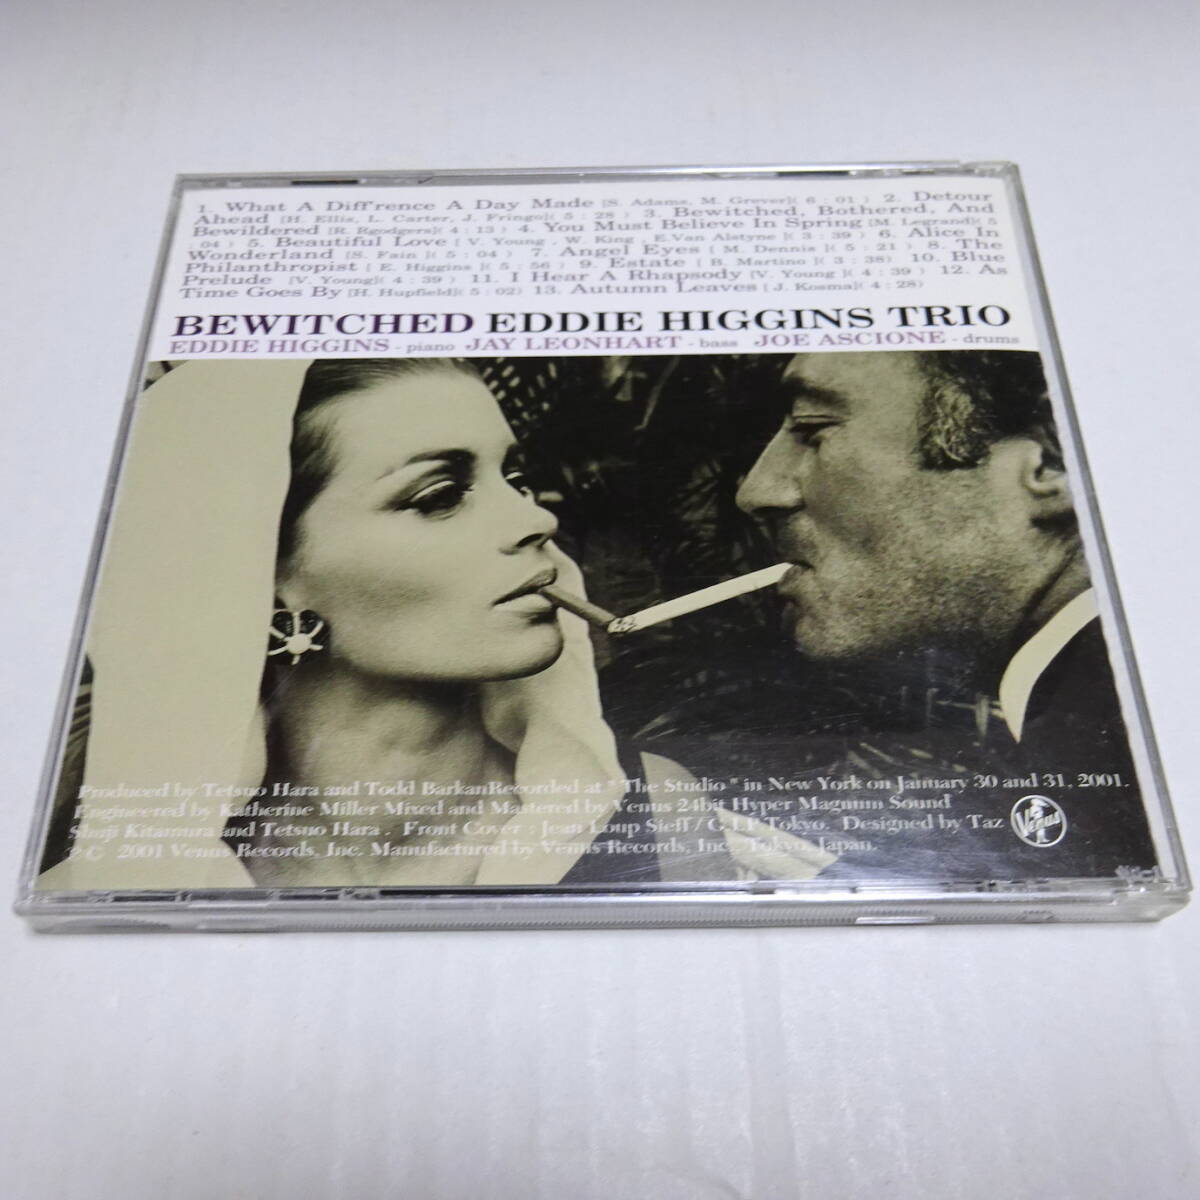 1. What A Diff'rence A Day Made [S. Adams, M. Grever]( 6 : 01 ) 2. Detour
Ahead [H. Ellis, L. Carter, J. Fringo]( 5 : 28 ) 3. Bewitched, Bothered, And
Bewildered [R. Rgodgers]( 4 : 13 ) 4. You Must Believe In Spring [M. Legrand]( 5
: 04 ) 5. Beautiful Love [ V. Young , W. King , E.Van Alstyne ]( 3 : 39 ) 6. Alice In
Wonderland [S. Fain ]( 5 : 04 ) 7. Angel Eyes [ M. Dennis ]( 5 : 21 ) 8. The
Philanthropist [ E. Higgins ]( 5 : 56 ) 9. Estate [ B. Martino ]( 3 : 38) 10. Blue
Prelude [V. Young]( 4 : 39 ) 11. I Hear A Rhapsody [V. Young ]( 4 : 39 ) 12. As
Time Goes By [H. Hupfield]( 5 : 02) 13. Autumn Leaves [ J. Kosma]( 4 : 28)
BEWITCHED EDDIE HIGGINS TRIO
EDDIE HIGGINS - piano JAY LEONHART - bass JOE ASCIONE - drums
Produced by Tetsuo Hara and Todd BarkanRecorded at " The Studio " in New York on January 30 and 31, 2001.
Engineered by Katherine Miller Mixed and Mastered by Venus 24bit Hyper Magnum Sound
Shuji Kitamura and Tetsuo Hara . Front Cover : Jean Loup Sieff / G.I.P. Tokyo. Designed by Taz
Venus
℗ © 2001 Venus Records, Inc. Manufactured by Venus Records, Inc., Tokyo, Japan.